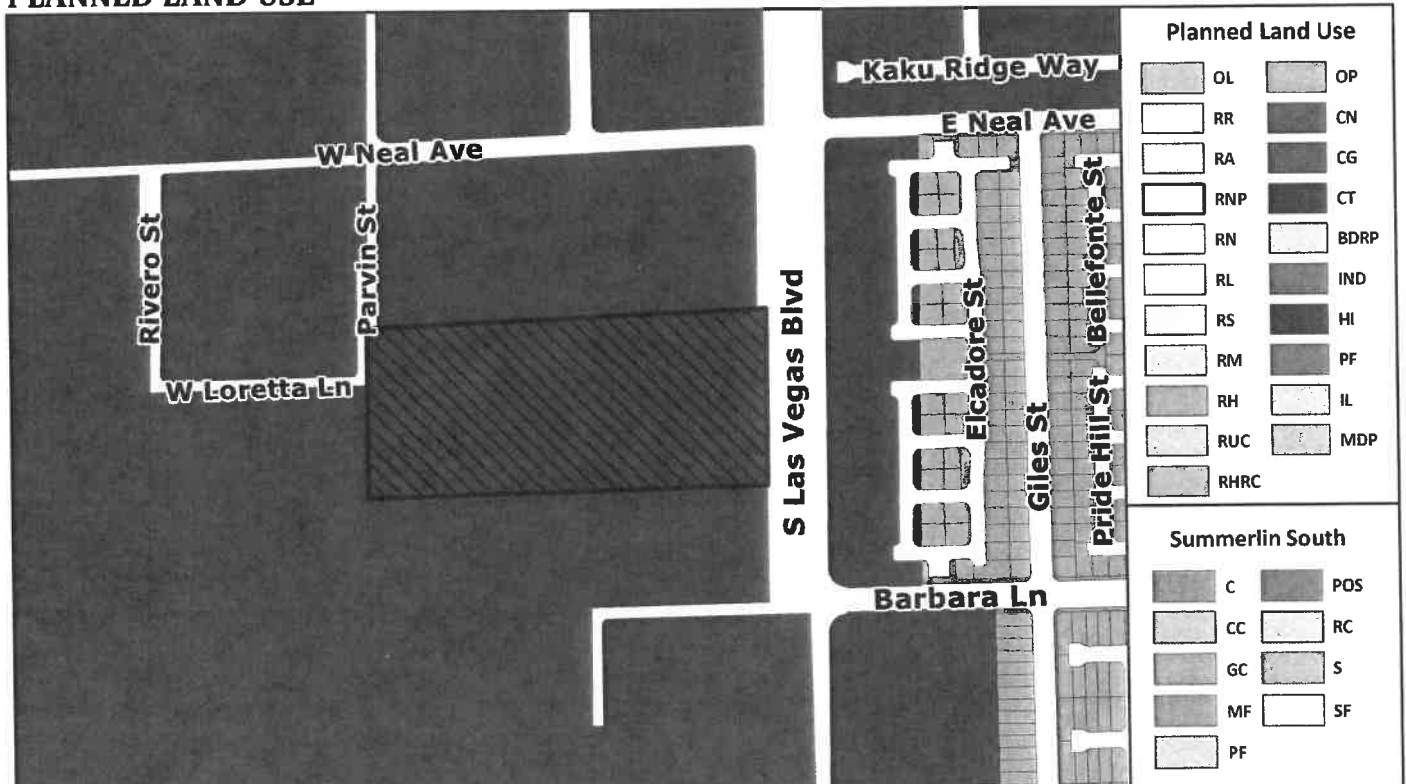 PLANNED LAND USE
Kaku Ridge Way
E Neal Ave
W Neal Ave
Rivero St
Parvin St
W Loretta Ln
S Las Vegas Blvd
Elcadore St
Giles St
Bellefonte St
Pride Hill St
Barbara Ln
Planned Land Use
OL OP
RR CN
RA CG
RNP CT
RN BDRP
RL IND
RS HI
RM PF
RH IL
RUC MDP
RHRC
Summerlin South
C POS
CC RC
GC S
MF SF
PF